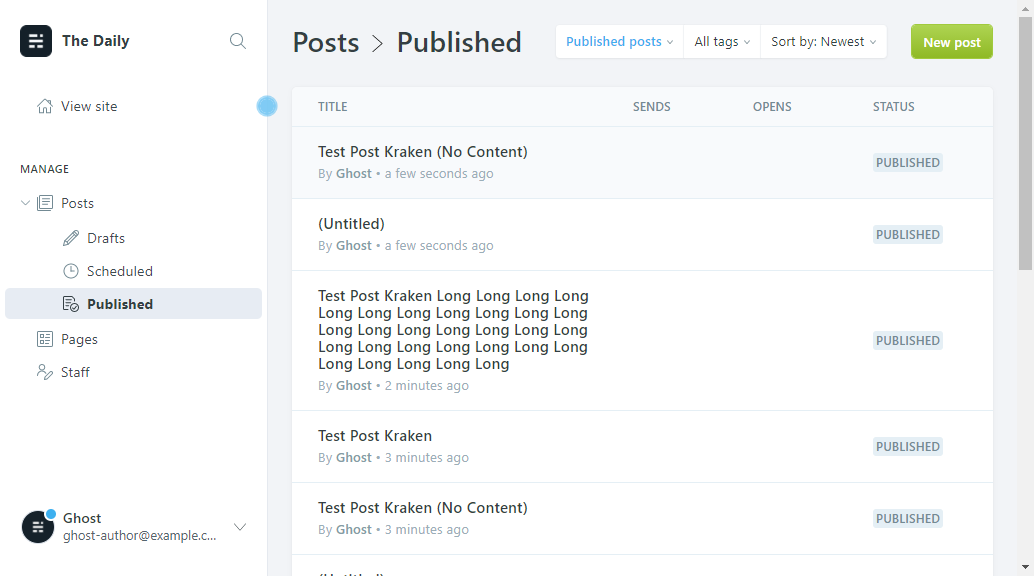 The Daily
View site
MANAGE
Posts
Drafts
Scheduled
Published
Pages
Staff
Ghost
ghost-author@example.c...
Posts > Published
Published posts
All tags
Sort by: Newest
New post
TITLE SENDS OPENS STATUS
Test Post Kraken (No Content)
By Ghost • a few seconds ago
PUBLISHED
(Untitled)
By Ghost • a few seconds ago
PUBLISHED
Test Post Kraken Long Long Long Long
Long Long Long Long Long Long Long
Long Long Long Long Long Long Long
Long Long Long Long Long Long Long
Long Long Long Long Long
By Ghost • 2 minutes ago
PUBLISHED
Test Post Kraken
By Ghost • 3 minutes ago
PUBLISHED
Test Post Kraken (No Content)
By Ghost • 3 minutes ago
PUBLISHED
(Untitled)